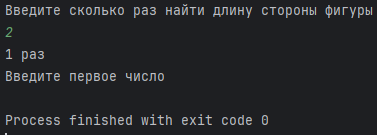 Введите сколько раз найти длину стороны фигуры
2
1 раз
Введите первое число
Process finished with exit code 0